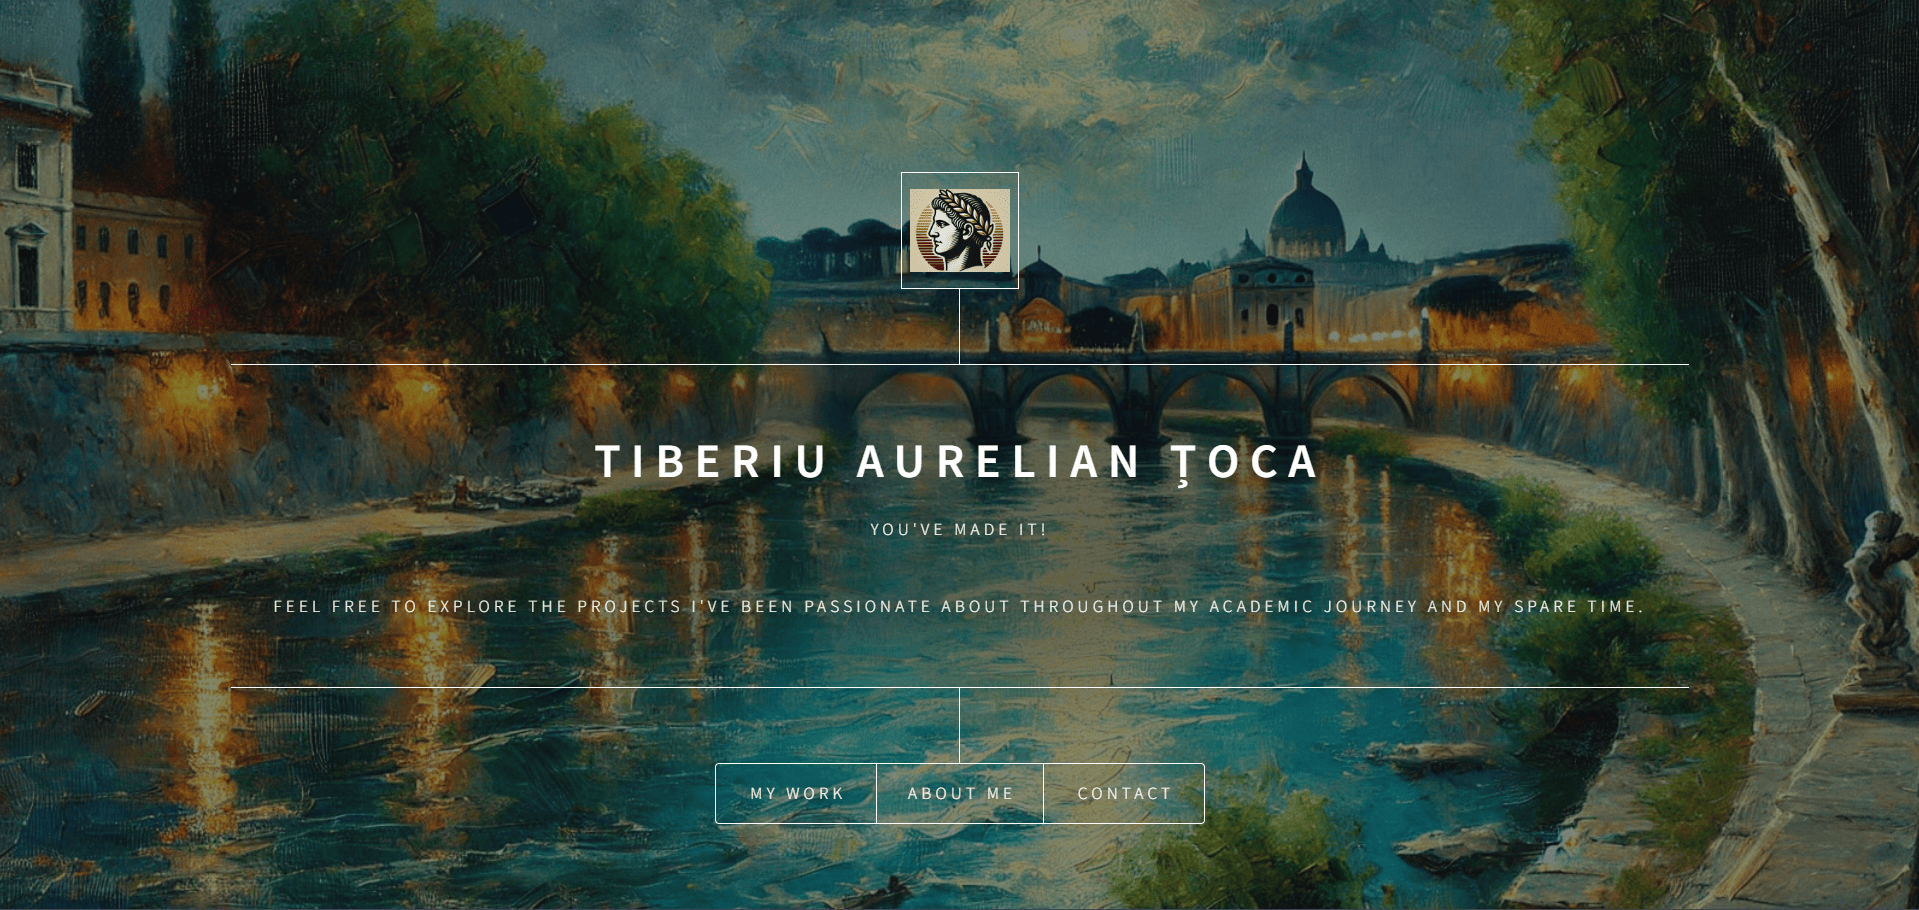 TIBERIU AURELIAN ŢOCA
YOU'VE MADE IT!
FEEL FREE TO EXPLORE THE PROJECTS I'VE BEEN PASSIONATE ABOUT THROUGHOUT MY ACADEMIC JOURNEY AND MY SPARE TIME.
MY WORK
ABOUT ME
CONTACT